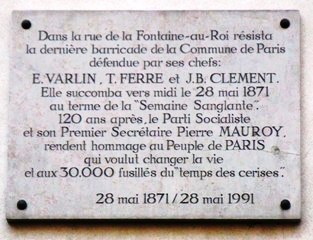 Dans la rue de la Fontaine-au-Roi résista
la dernière barricade de la Commune de Paris
défendue par ses chefs:
E. VARLIN, T. FERRE et J.B. CLEMENT.
Elle succomba vers midi le 28 mai 1871
au terme de la "Semaine Sanglante".
120 ans après, le Parti Socialiste
et son Premier Secrétaire Pierre MAUROY,
rendent hommage au Peuple de PARIS
qui voulut changer la vie
et aux 30.000 fusillés du "temps des cerises".
28 mai 1871/28 mai 1991